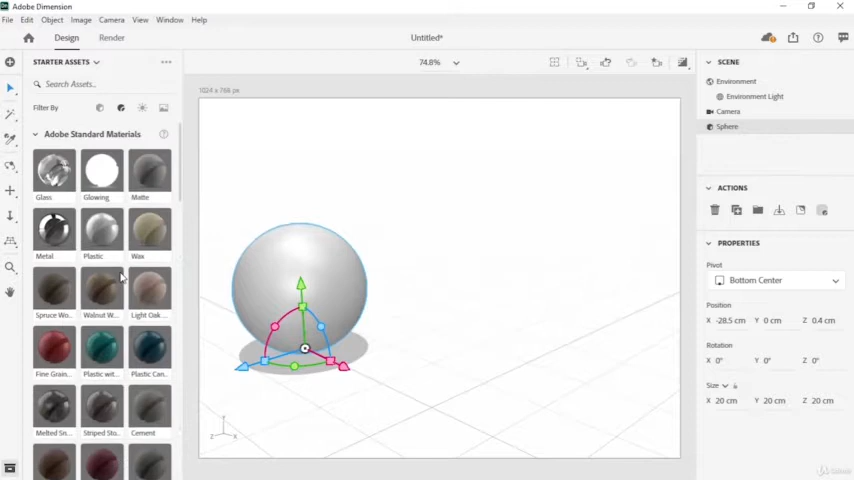 Adobe Dimension
File Edit Object Image Camera View Window Help
Design Render Untitled*
STARTER ASSETS
74.8%
Search Assets...
Filter By
Adobe Standard Materials
Glass Glowing Matte
Metal Plastic Wax
Spruce Wo... Walnut W... Light Oak ...
Fine Grain... Plastic wit... Plastic Can...
Melted Sn... Striped Stu... Cement
1024 x 768 px
Y
Z X
SCENE
Environment
Environment Light
Camera
Sphere
ACTIONS
PROPERTIES
Pivot
Bottom Center
Position
X -28.5 cm Y 0 cm Z 0.4 cm
Rotation
X 0° Y 0° Z 0°
Size
X 20 cm Y 20 cm Z 20 cm